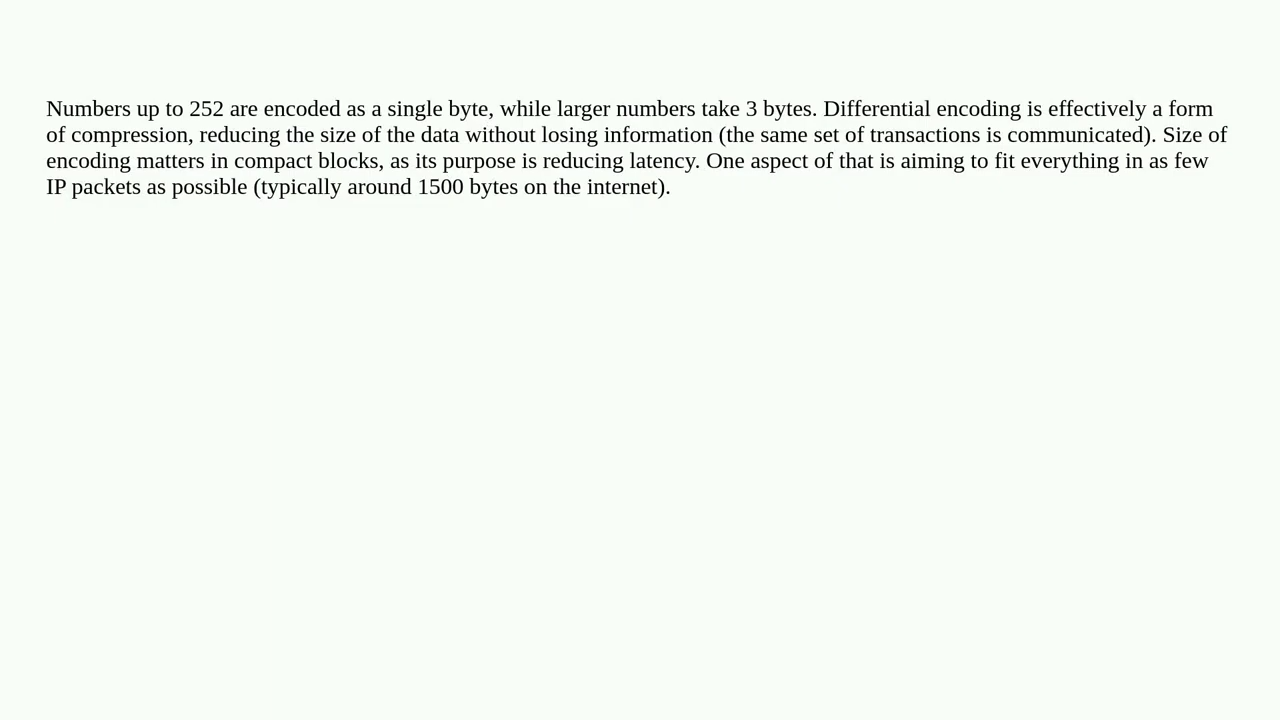 Numbers up to 252 are encoded as a single byte, while larger numbers take 3 bytes. Differential encoding is effectively a form
of compression, reducing the size of the data without losing information (the same set of transactions is communicated). Size of
encoding matters in compact blocks, as its purpose is reducing latency. One aspect of that is aiming to fit everything in as few
IP packets as possible (typically around 1500 bytes on the internet).